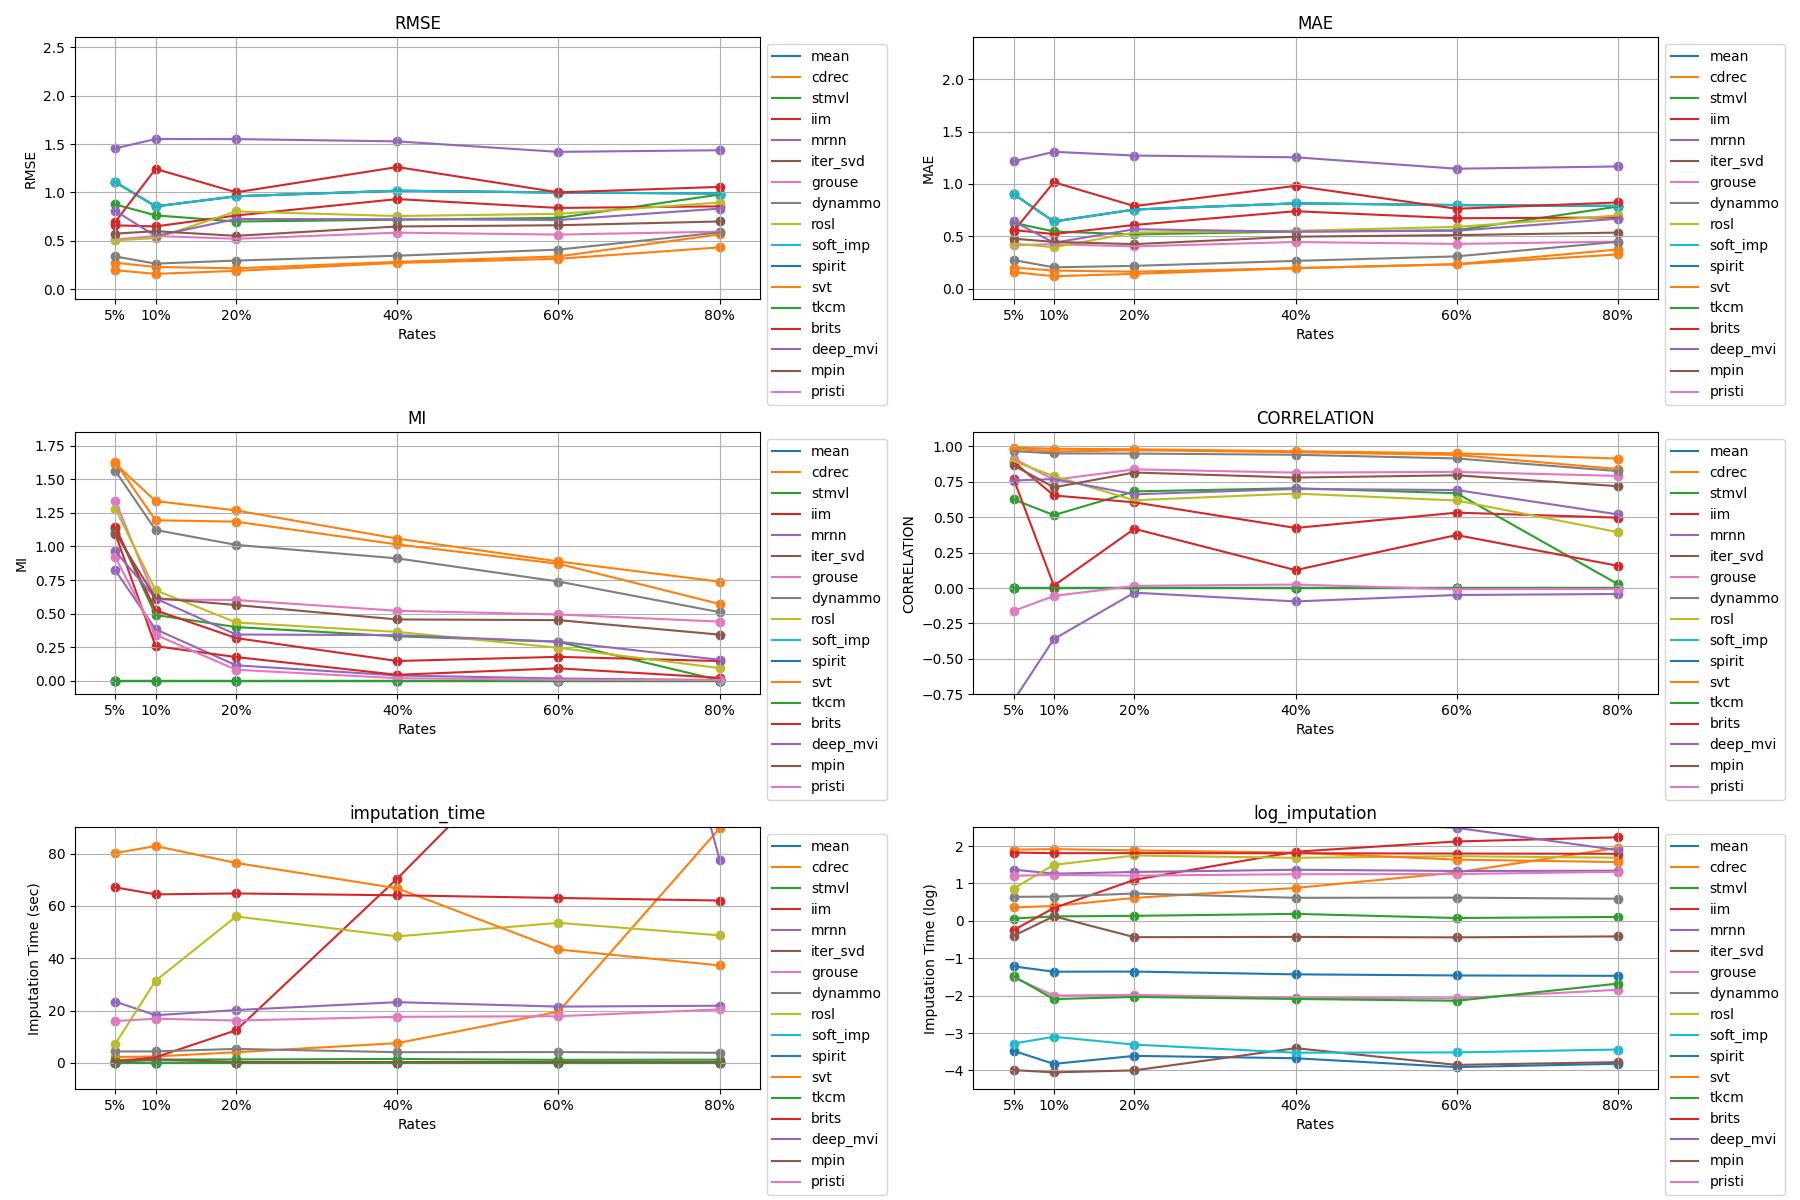 RMSE
2.5
2.0
1.5
1.0
0.5
0.0
RMSE
5% 10% 20% 40% 60% 80%
Rates
mean
cdrec
stmvl
iim
mrnn
iter_svd
grouse
dynammo
rosl
soft_imp
spirit
svt
tkcm
brits
deep_mvi
mpin
pristi
MAE
2.0
1.5
1.0
0.5
0.0
MAE
5% 10% 20% 40% 60% 80%
Rates
mean
cdrec
stmvl
iim
mrnn
iter_svd
grouse
dynammo
rosl
soft_imp
spirit
svt
tkcm
brits
deep_mvi
mpin
pristi
MI
1.75
1.50
1.25
1.00
0.75
0.50
0.25
0.00
MI
5% 10% 20% 40% 60% 80%
Rates
mean
cdrec
stmvl
iim
mrnn
iter_svd
grouse
dynammo
rosl
soft_imp
spirit
svt
tkcm
brits
deep_mvi
mpin
pristi
CORRELATION
1.00
0.75
0.50
0.25
0.00
−0.25
−0.50
−0.75
CORRELATION
5% 10% 20% 40% 60% 80%
Rates
mean
cdrec
stmvl
iim
mrnn
iter_svd
grouse
dynammo
rosl
soft_imp
spirit
svt
tkcm
brits
deep_mvi
mpin
pristi
imputation_time
80
60
40
20
0
Imputation Time (sec)
5% 10% 20% 40% 60% 80%
Rates
mean
cdrec
stmvl
iim
mrnn
iter_svd
grouse
dynammo
rosl
soft_imp
spirit
svt
tkcm
brits
deep_mvi
mpin
pristi
log_imputation
2
1
0
−1
−2
−3
−4
Imputation Time (log)
5% 10% 20% 40% 60% 80%
Rates
mean
cdrec
stmvl
iim
mrnn
iter_svd
grouse
dynammo
rosl
soft_imp
spirit
svt
tkcm
brits
deep_mvi
mpin
pristi